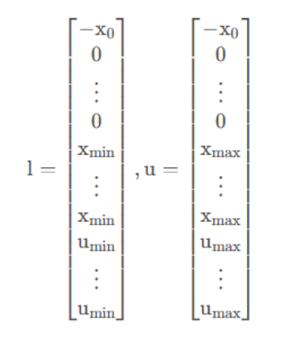 l = [ −x₀ 0 ⋮ 0 x_min ⋮ x_min u_min ⋮ u_min ] , u = [ −x₀ 0 ⋮ 0 x_max ⋮ x_max u_max ⋮ u_max ]